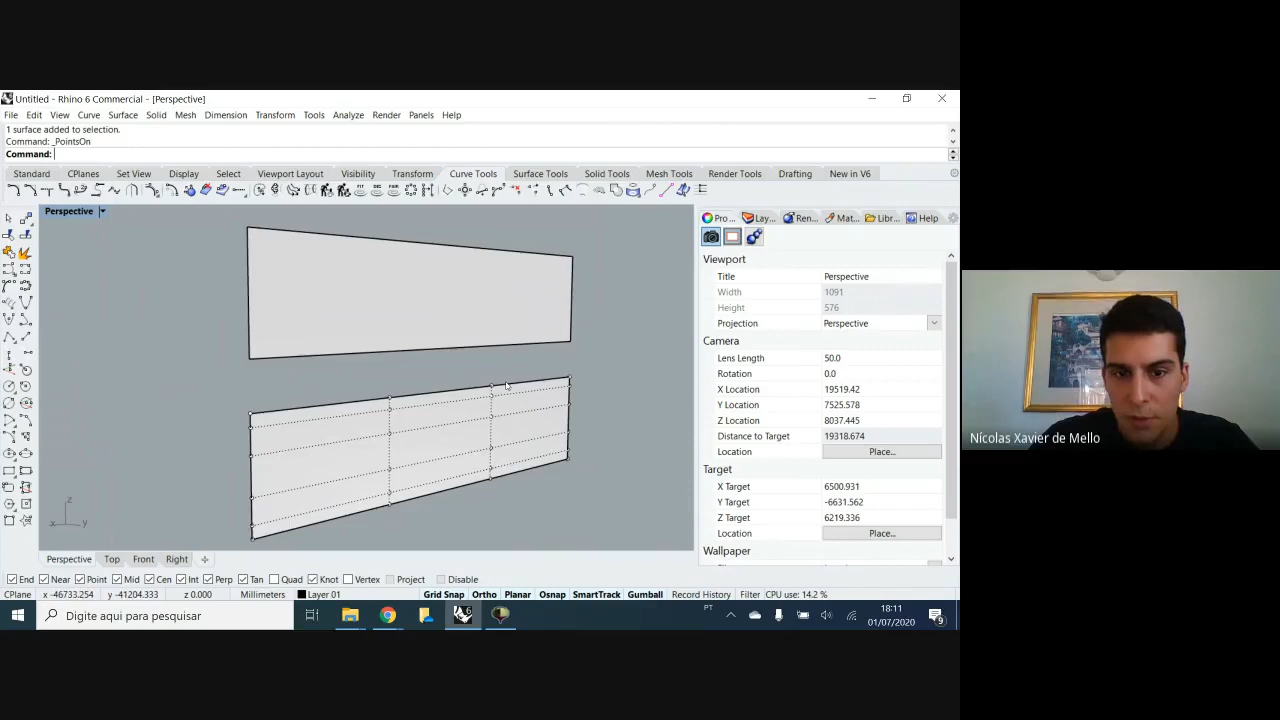 Untitled - Rhino 6 Commercial - [Perspective]
File Edit View Curve Surface Solid Mesh Dimension Transform Tools Analyze Render Panels Help
1 surface added to selection.
Command: _PointsOn
Command:
Standard CPlanes Set View Display Select Viewport Layout Visibility Transform Curve Tools Surface Tools Solid Tools Mesh Tools Render Tools Drafting New in V6
Perspective
Pro... Lay... Ren... Mat... Libr... Help
Viewport
Title Perspective
Width 1091
Height 576
Projection Perspective
Camera
Lens Length 50.0
Rotation 0.0
X Location 19519.42
Y Location 7525.578
Z Location 8037.445
Distance to Target 19318.674
Location Place...
Target
X Target 6500.931
Y Target -6631.562
Z Target 6219.336
Location Place...
Wallpaper
z
x y
Perspective Top Front Right
End Near Point Mid Cen Int Perp Tan Quad Knot Vertex Project Disable
CPlane x -46733.254 y -41204.333 z 0.000 Millimeters Layer 01 Grid Snap Ortho Planar Osnap SmartTrack Gumball Record History Filter CPU use: 14.2 %
Digite aqui para pesquisar
PT
18:11
01/07/2020
9
Nícolas Xavier de Mello